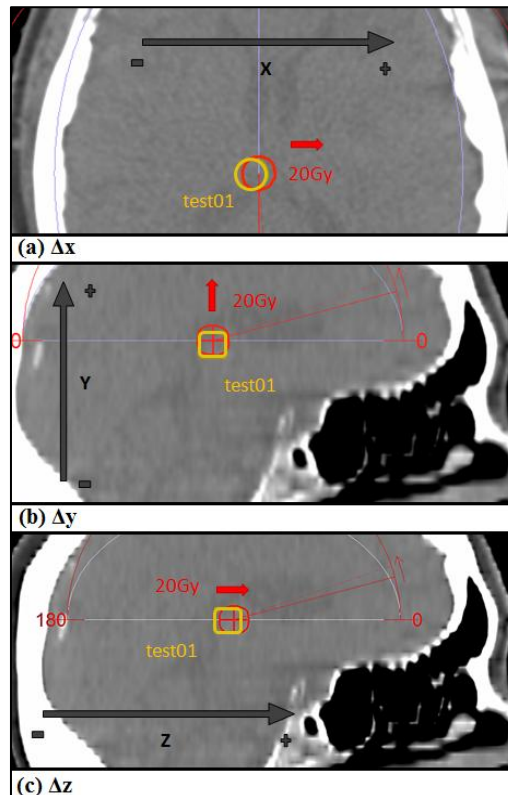 X
- +
20Gy
test01
(a) Δx
+
20Gy
0 0
Y
test01
-
(b) Δy
20Gy
180 0
test01
- Z +
(c) Δz